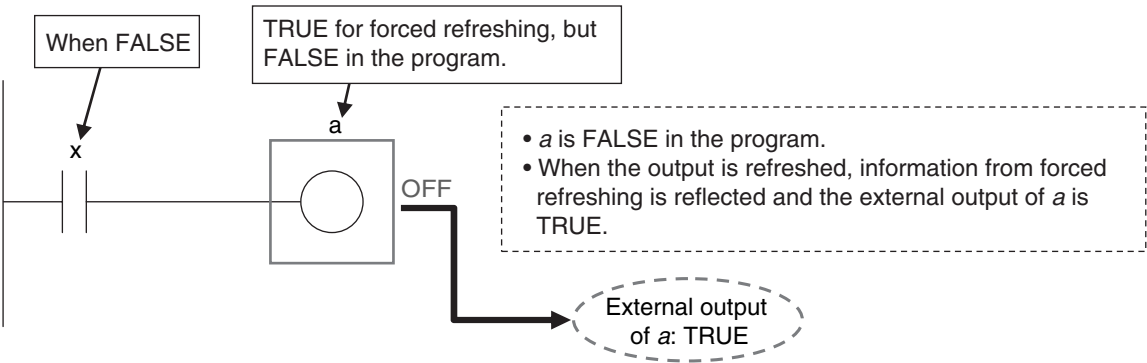 When FALSE
TRUE for forced refreshing, but
FALSE in the program.
a
x
OFF
• a is FALSE in the program.
• When the output is refreshed, information from forced
refreshing is reflected and the external output of a is
TRUE.
External output
of a: TRUE